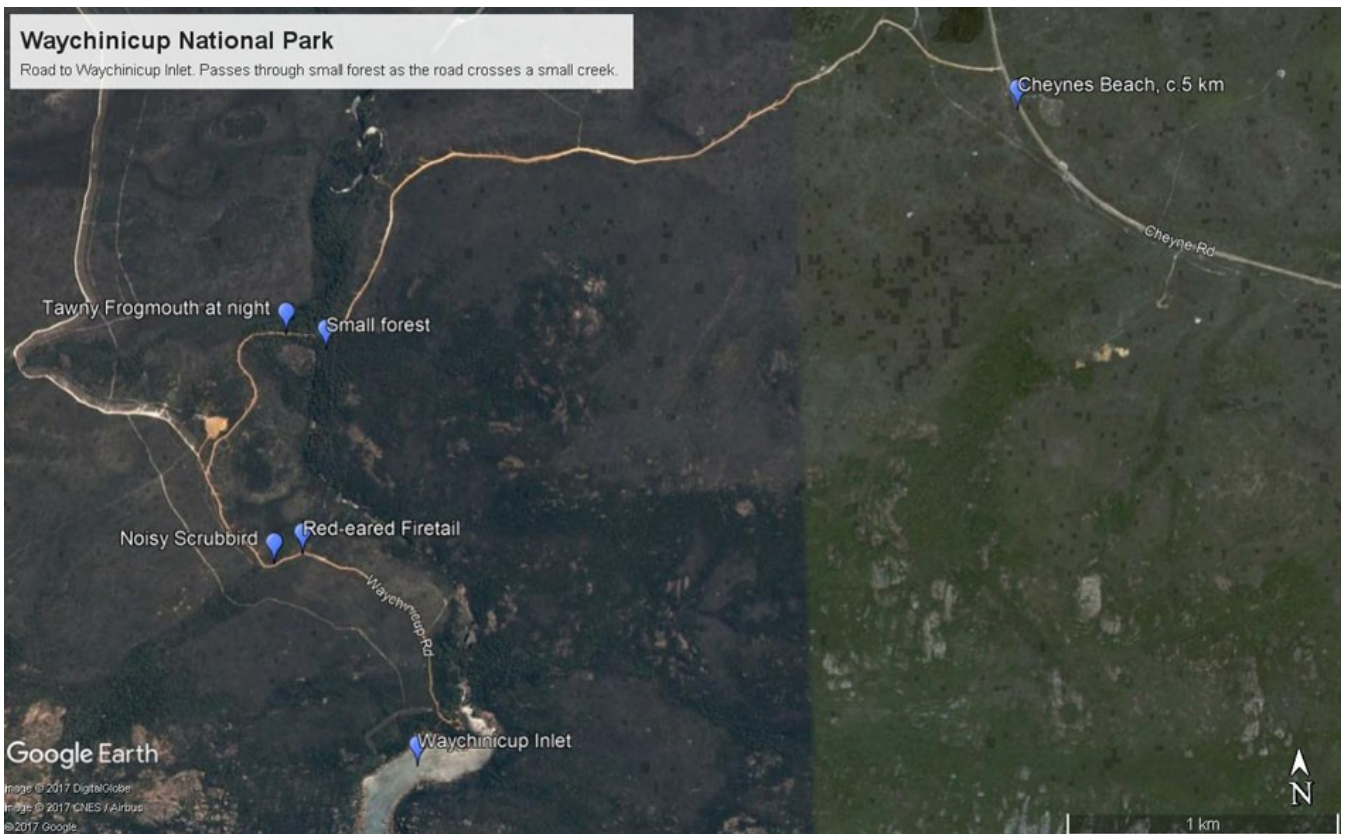 Waychinicup National Park
Road to Waychinicup Inlet. Passes through small forest as the road crosses a small creek.
Cheynes Beach, c.5 km
Cheyne Rd
Tawny Frogmouth at night
Small forest
Noisy Scrubbird
Red-eared Firetail
Waychinicup Rd
Waychinicup Inlet
Google Earth
Image © 2017 DigitalGlobe
Image © 2017 CNES / Airbus
© 2017 Google
N
1 km